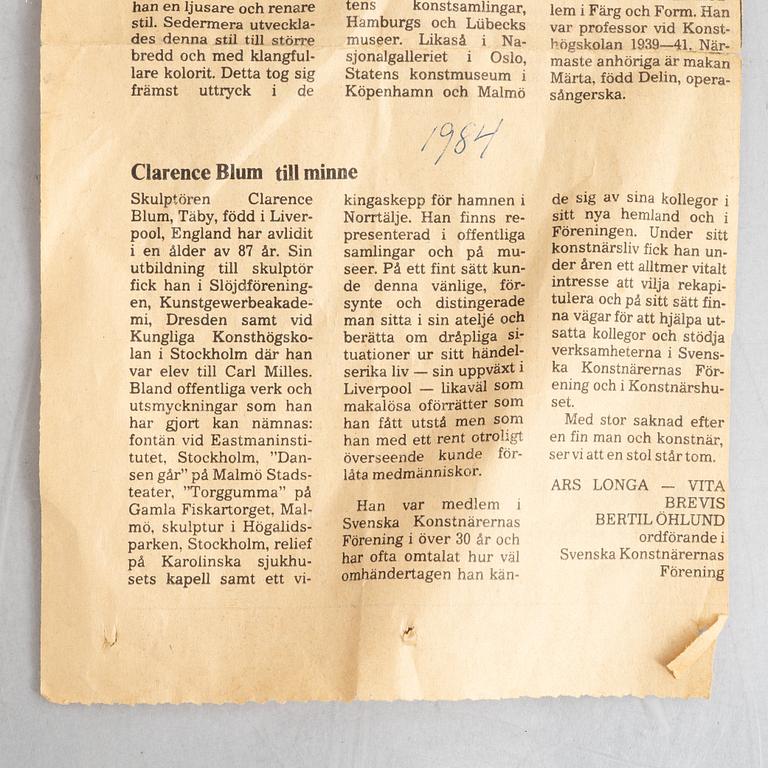 han en ljusare och renare
stil. Sedermera utveckla-
des denna stil till större
bredd och med klangful-
lare kolorit. Detta tog sig
främst uttryck i de
tens konstsamlingar,
Hamburgs och Lübecks
museer. Likaså i Na-
sjonalgalleriet i Oslo,
Statens konstmuseum i
Köpenhamn och Malmö
lem i Färg och Form. Han
var professor vid Konst-
högskolan 1939—41. När-
maste anhöriga är makan
Märta, född Delin, opera-
sångerska.
1984
Clarence Blum till minne
Skulptören Clarence
Blum, Täby, född i Liver-
pool, England har avlidit
i en ålder av 87 år. Sin
utbildning till skulptör
fick han i Slöjdförening-
en, Kunstgewerbeakade-
mi, Dresden samt vid
Kungliga Konsthögsko-
lan i Stockholm där han
var elev till Carl Milles.
Bland offentliga verk och
utsmyckningar som han
har gjort kan nämnas:
fontän vid Eastmaninsti-
tutet, Stockholm, "Dan-
sen går" på Malmö Stads-
teater, "Torggumma" på
Gamla Fiskartorget, Mal-
mö, skulptur i Högalids-
parken, Stockholm, relief
på Karolinska sjukhu-
sets kapell samt ett vi-
kingaskepp för hamnen i
Norrtälje. Han finns re-
presenterad i offentliga
samlingar och på mu-
seer. På ett fint sätt kun-
de denna vänlige, för-
synte och distingerade
man sitta i sin ateljé och
berätta om dråpliga si-
tuationer ur sitt händel-
serika liv — sin uppväxt i
Liverpool — likaväl som
makalösa oförrätter som
han fått utstå men som
han med ett rent otroligt
överseende kunde för-
låta medmänniskor.
Han var medlem i
Svenska Konstnärernas
Förening i över 30 år och
har ofta omtalat hur väl
omhändertagen han kän-
de sig av sina kollegor i
sitt nya hemland och i
Föreningen. Under sitt
konstnärsliv fick han un-
der åren ett alltmer vitalt
intresse att vilja rekapi-
tulera och på sitt sätt fin-
na vägar för att hjälpa ut-
satta kollegor och stödja
verksamheterna i Svens-
ka Konstnärernas För-
ening och i Konstnärshu-
set.
Med stor saknad efter
en fin man och konstnär,
ser vi att en stol står tom.
ARS LONGA — VITA
BREVIS
BERTIL ÖHLUND
ordförande i
Svenska Konstnärernas
Förening